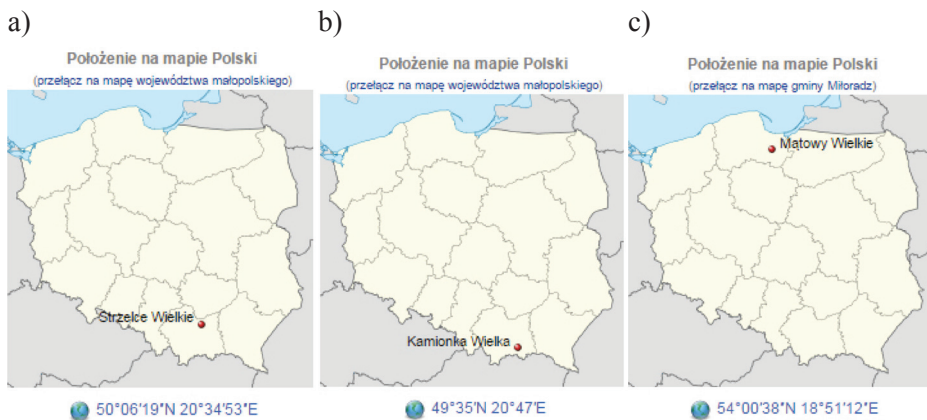 a)
Położenie na mapie Polski
(przełącz na mapę województwa małopolskiego)
Strzelce Wielkie
50°06′19″N 20°34′53″E
b)
Położenie na mapie Polski
(przełącz na mapę województwa małopolskiego)
Kamionka Wielka
49°35′N 20°47′E
c)
Położenie na mapie Polski
(przełącz na mapę gminy Miłoradz)
Mątowy Wielkie
54°00′38″N 18°51′12″E